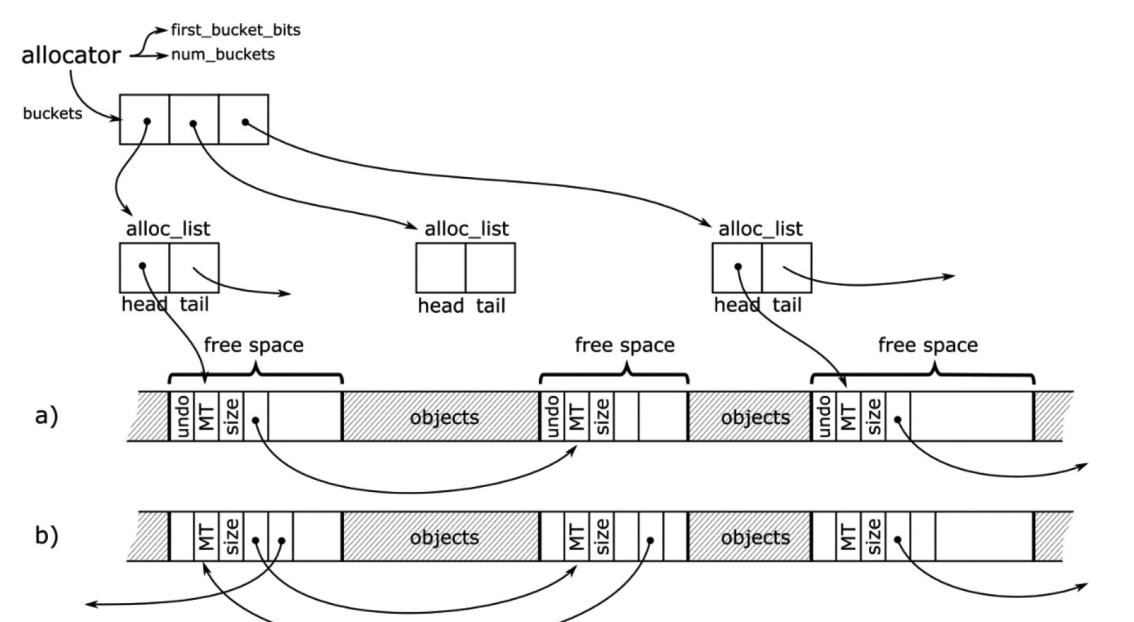 first_bucket_bits
allocator
num_buckets
buckets
alloc_list alloc_list alloc_list
head tail head tail head tail
free space free space free space
a) undo MT size objects undo MT size objects undo MT size
b) MT size objects MT size objects MT size